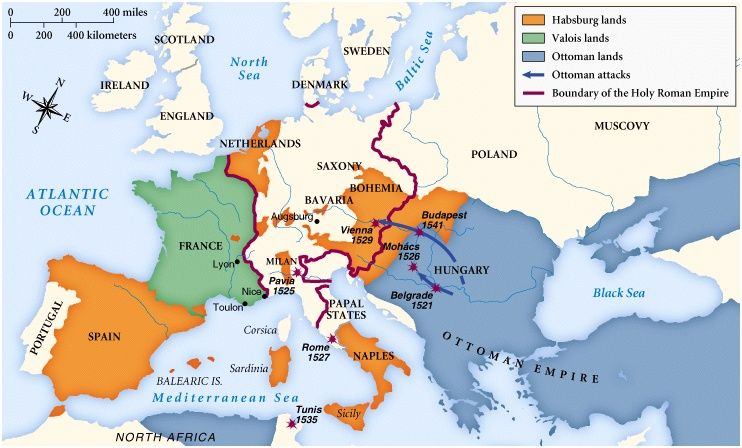 0 200 400 miles
0 200 400 kilometers
Habsburg lands
Valois lands
Ottoman lands
Ottoman attacks
Boundary of the Holy Roman Empire
N
W
E
S
SCOTLAND
IRELAND
ENGLAND
North
Sea
SWEDEN
Baltic Sea
DENMARK
NETHERLANDS
SAXONY
POLAND
MUSCOVY
BOHEMIA
BAVARIA
Augsburg
Vienna
1529
Budapest
1541
Mohács
1526
HUNGARY
Belgrade
1521
ATLANTIC
OCEAN
FRANCE
Lyon
MILAN
Pavia
1525
Nice
Toulon
PAPAL
STATES
Black Sea
PORTUGAL
SPAIN
Corsica
Rome
1527
NAPLES
OTTOMAN EMPIRE
BALEARIC IS.
Sardinia
Mediterranean Sea
Sicily
Tunis
1535
NORTH AFRICA